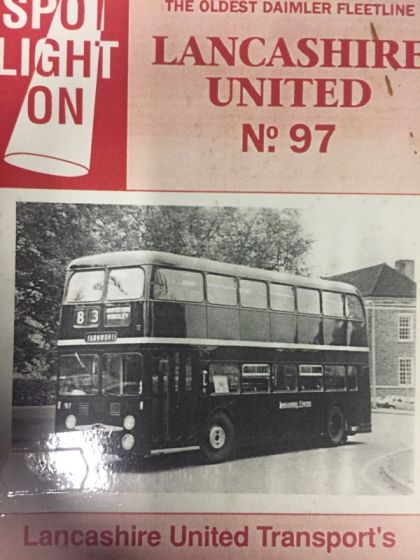 SPOT
LIGHT
ON
THE OLDEST DAIMLER FLEETLINE
LANCASHIRE
UNITED
No. 97
83
FARNWORTH
97
LANCASHIRE UNITED
Lancashire United Transport's